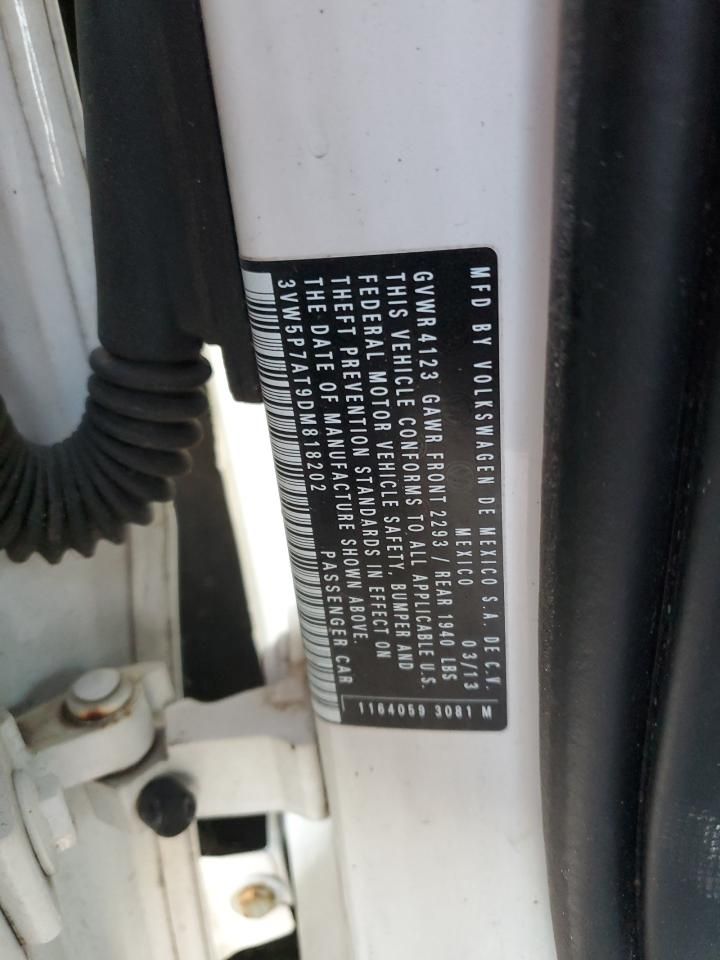 MFD BY VOLKSWAGEN DE MEXICO S.A. DE C.V.
MEXICO 03/13
GVWR 4123 GAWR FRONT 2293 / REAR 1940 LBS
THIS VEHICLE CONFORMS TO ALL APPLICABLE U.S.
FEDERAL MOTOR VEHICLE SAFETY, BUMPER AND
THEFT PREVENTION STANDARDS IN EFFECT ON
THE DATE OF MANUFACTURE SHOWN ABOVE.
3VW5P7AT9DM818202 PASSENGER CAR
1164059 3081 M